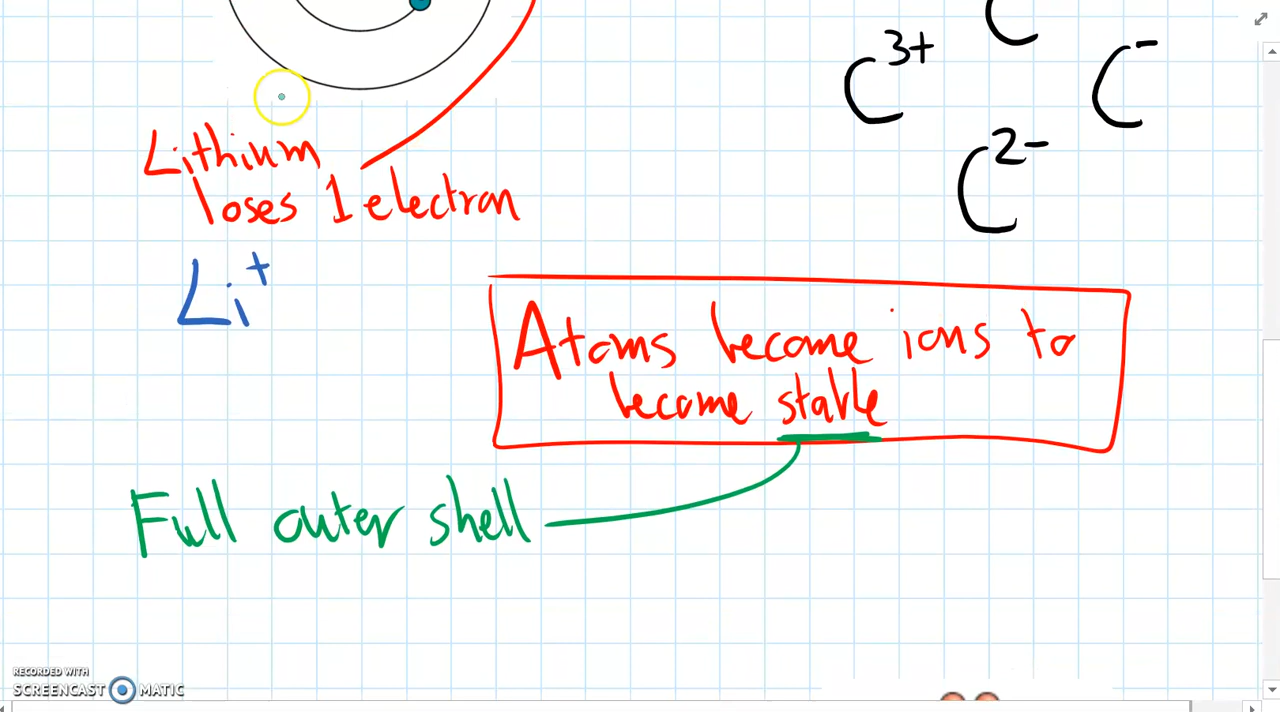 C
C3+
C-
C2-
Lithium
loses 1 electron
Li+
Atoms become ions to
become stable
Full outer shell
RECORDED WITH
SCREENCAST MATIC